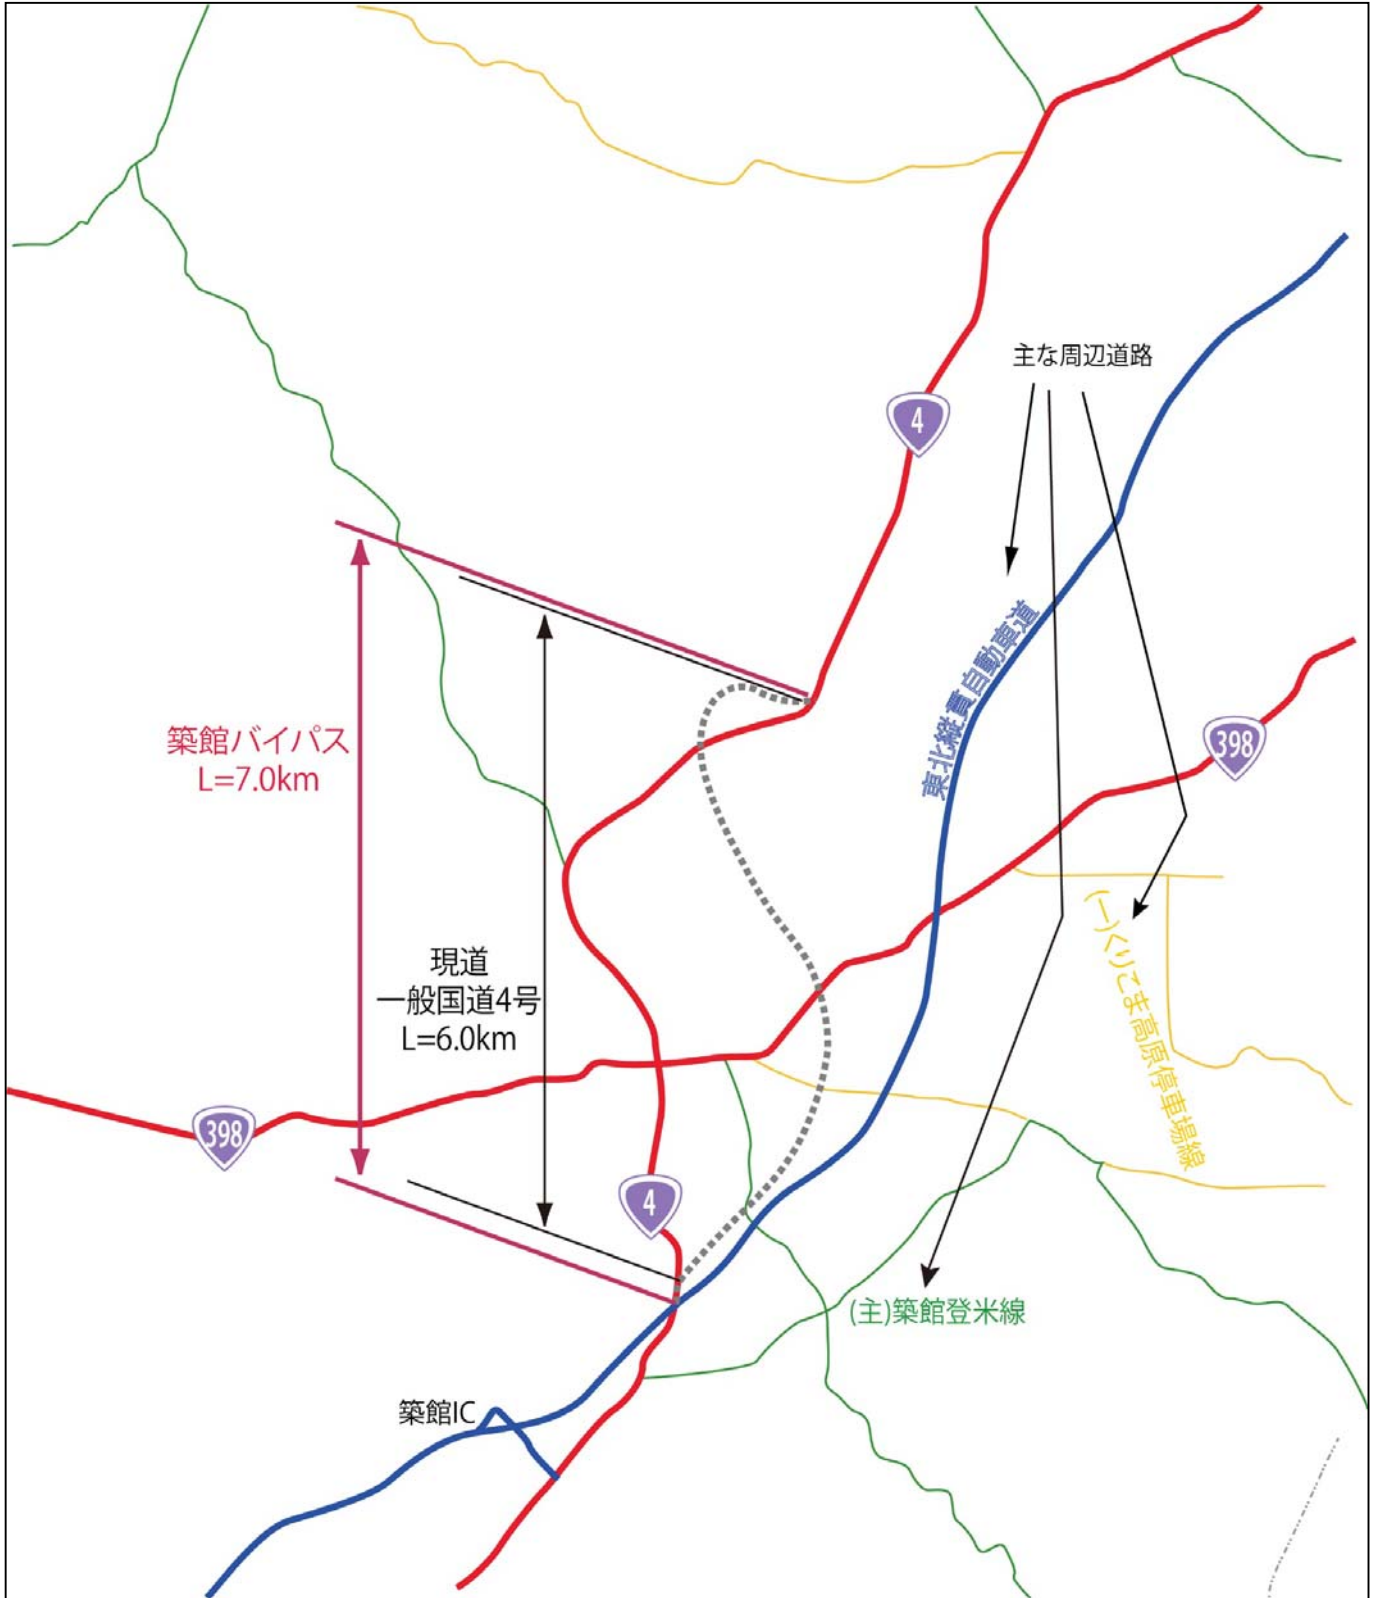 主な周辺道路
4
東北縦貫自動車道
398
築館バイパス
L=7.0km
現道
一般国道4号
L=6.0km
(一)くりこま高原停車場線
398
4
(主)築館登米線
築館IC